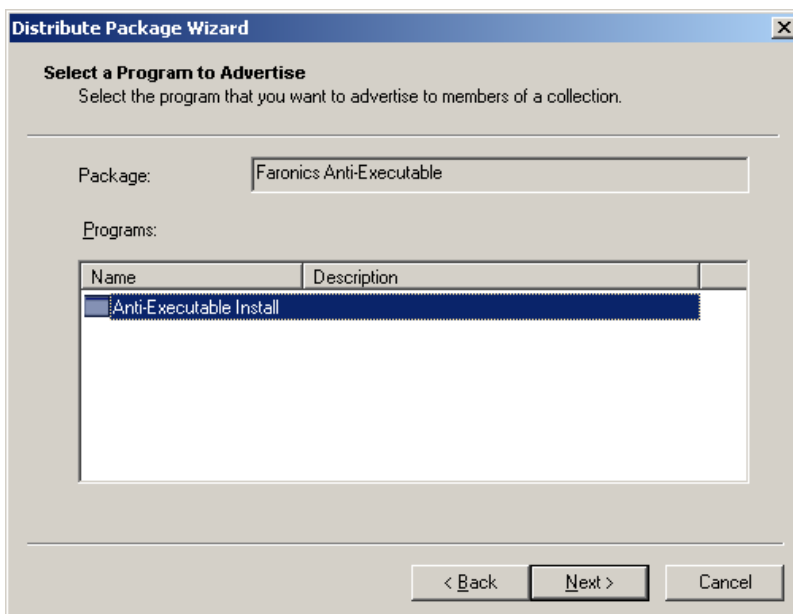 Distribute Package Wizard
Select a Program to Advertise
Select the program that you want to advertise to members of a collection.
Package:
Faronics Anti-Executable
Programs:
Name
Description
Anti-Executable Install
< Back
Next >
Cancel